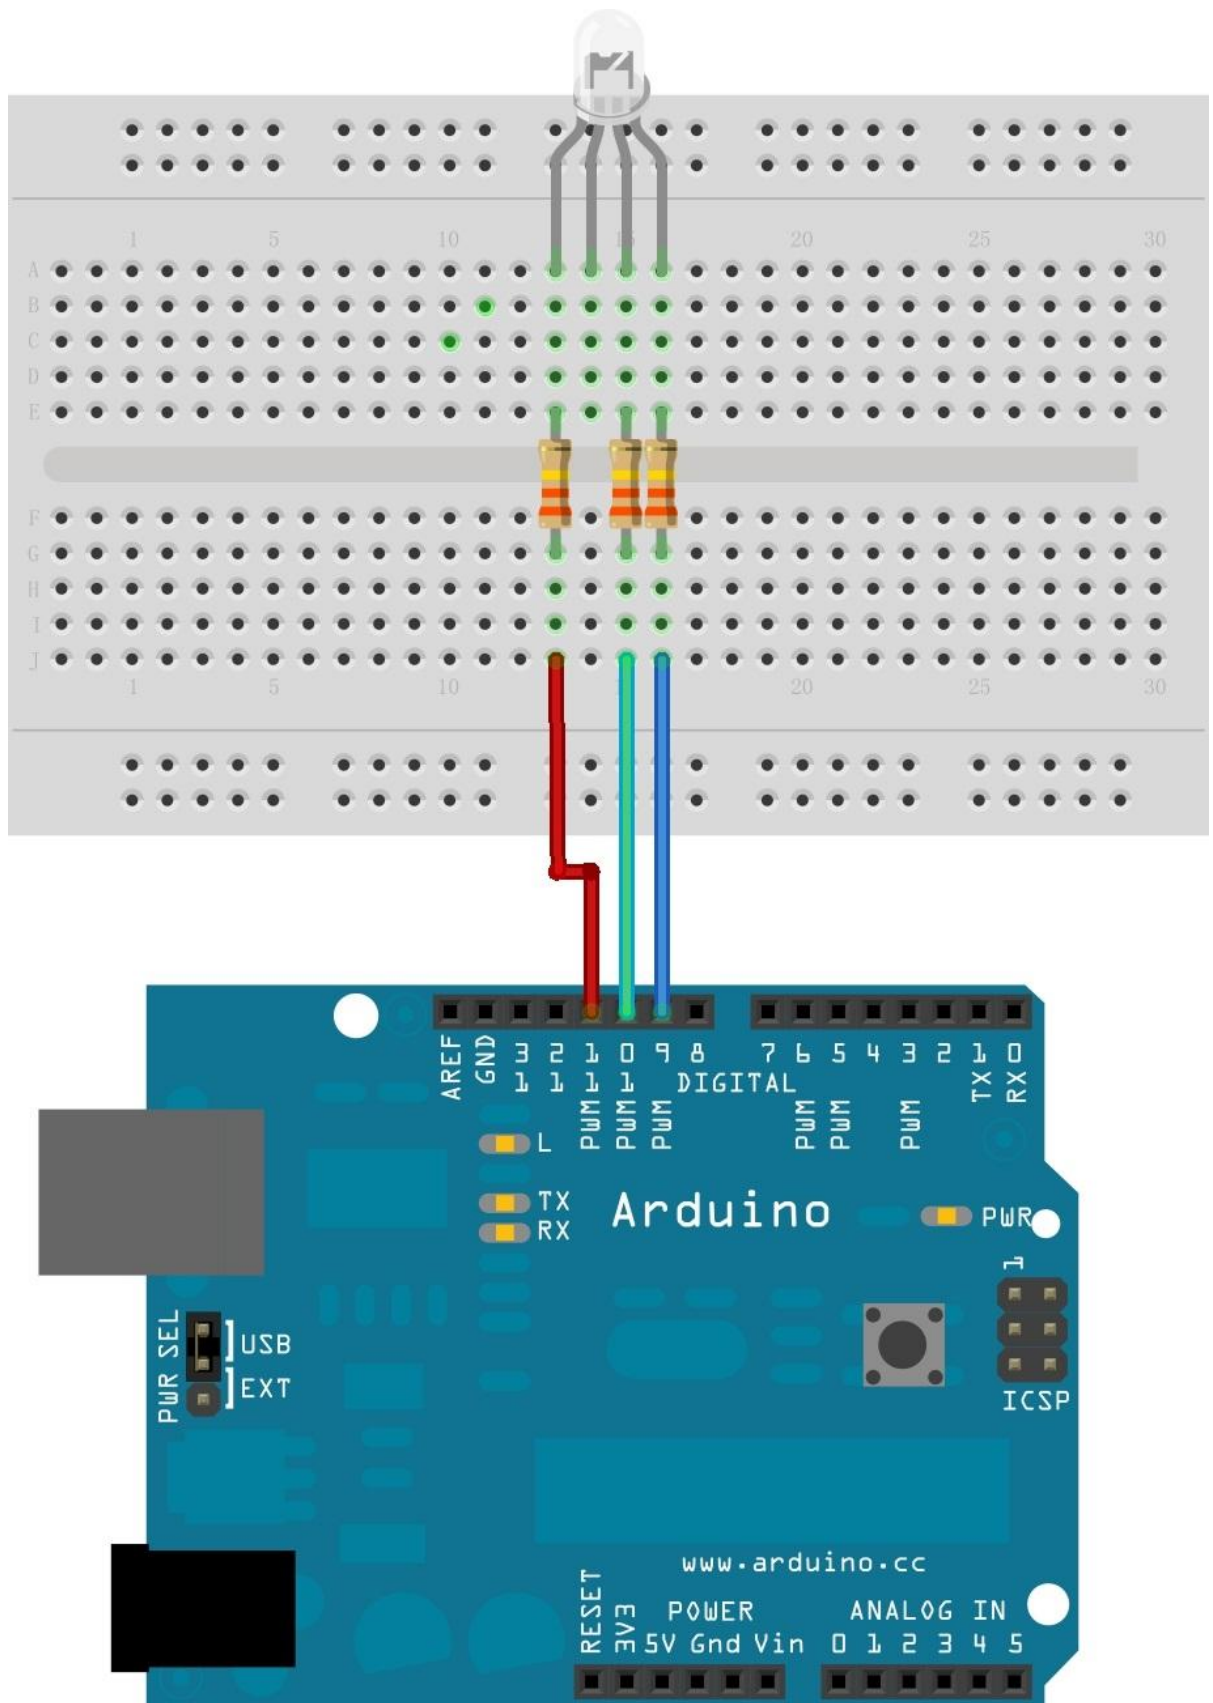 1 5 10 15 20 25 30
A
B
C
D
E
F
G
H
I
J
1 5 10 20 25 30
AREF GND 13 12 11 10 9 8 7 6 5 4 3 2 TX 1 RX 0
DIGITAL
PWM PWM PWM PWM PWM PWM
L
TX
RX
Arduino
PWR
1
ICSP
PWR SEL
USB
EXT
www.arduino.cc
POWER
ANALOG IN
RESET 3V3 5V Gnd Vin 0 1 2 3 4 5